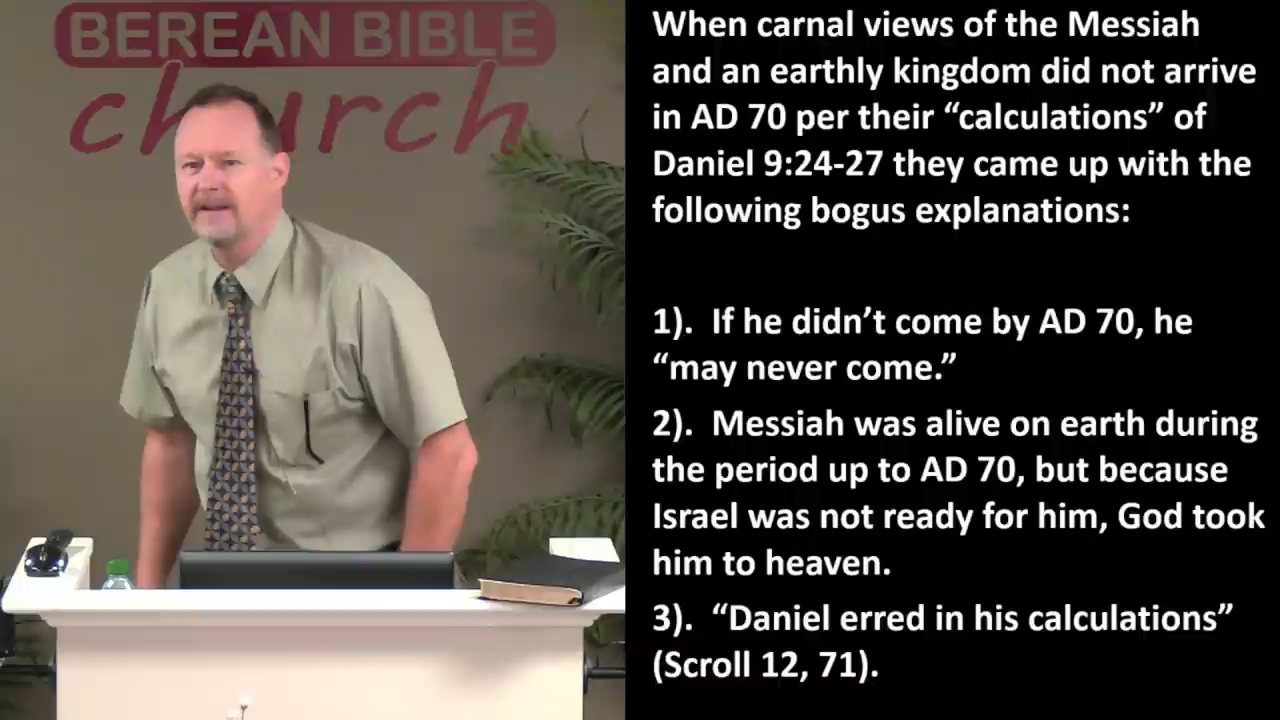 BEREAN BIBLE
church
When carnal views of the Messiah
and an earthly kingdom did not arrive
in AD 70 per their “calculations” of
Daniel 9:24-27 they came up with the
following bogus explanations:
1). If he didn’t come by AD 70, he
“may never come.”
2). Messiah was alive on earth during
the period up to AD 70, but because
Israel was not ready for him, God took
him to heaven.
3). “Daniel erred in his calculations”
(Scroll 12, 71).